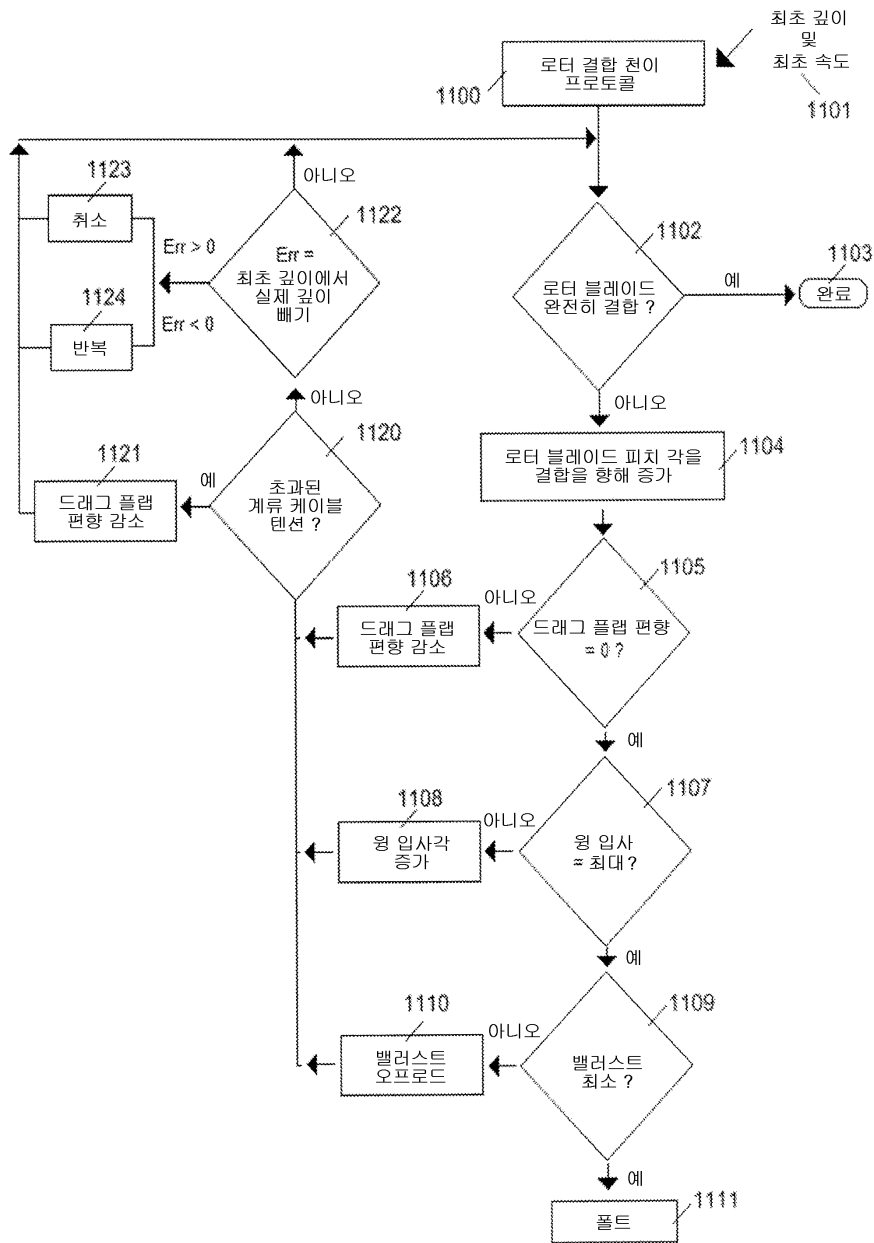 최초 깊이
및
최초 속도
1101
로터 결합 천이
프로토콜
1100
아니오
1123
취소
Err > 0
1122
Err =
최초 깊이에서
실제 깊이
빼기
1124
반복
Err < 0
1102
로터 블레이드
완전히 결합 ?
예
1103
완료
아니오
아니오
1120
초과된
계류 케이블
텐션 ?
예
1121
드래그 플랩
편향 감소
1104
로터 블레이드 피치 각을
결합을 향해 증가
1105
드래그 플랩 편향
= 0 ?
아니오
1106
드래그 플랩
편향 감소
예
1107
윙 입사
= 최대 ?
아니오
1108
윙 입사각
증가
예
1109
밸러스트
최소 ?
아니오
1110
밸러스트
오프로드
예
1111
폴트